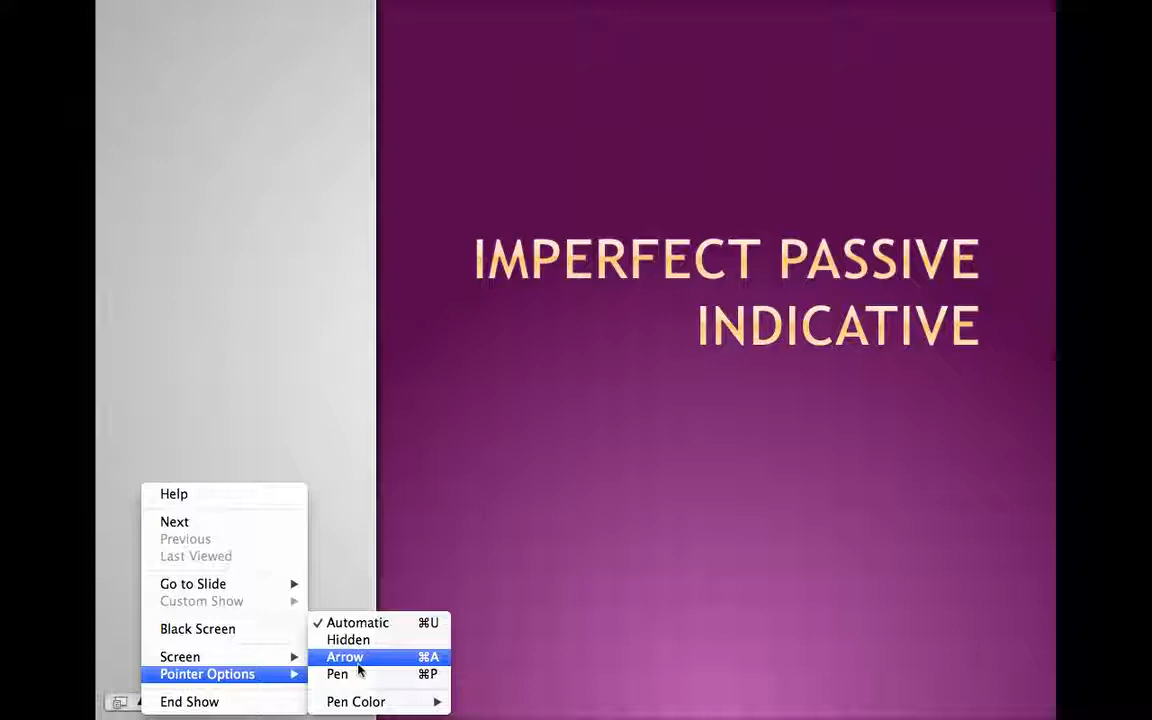 IMPERFECT PASSIVE
INDICATIVE
Help
Next
Previous
Last Viewed
Go to Slide
Custom Show
Black Screen
Screen
Pointer Options
End Show
✓ Automatic ⌘U
Hidden
Arrow ⌘A
Pen ⌘P
Pen Color